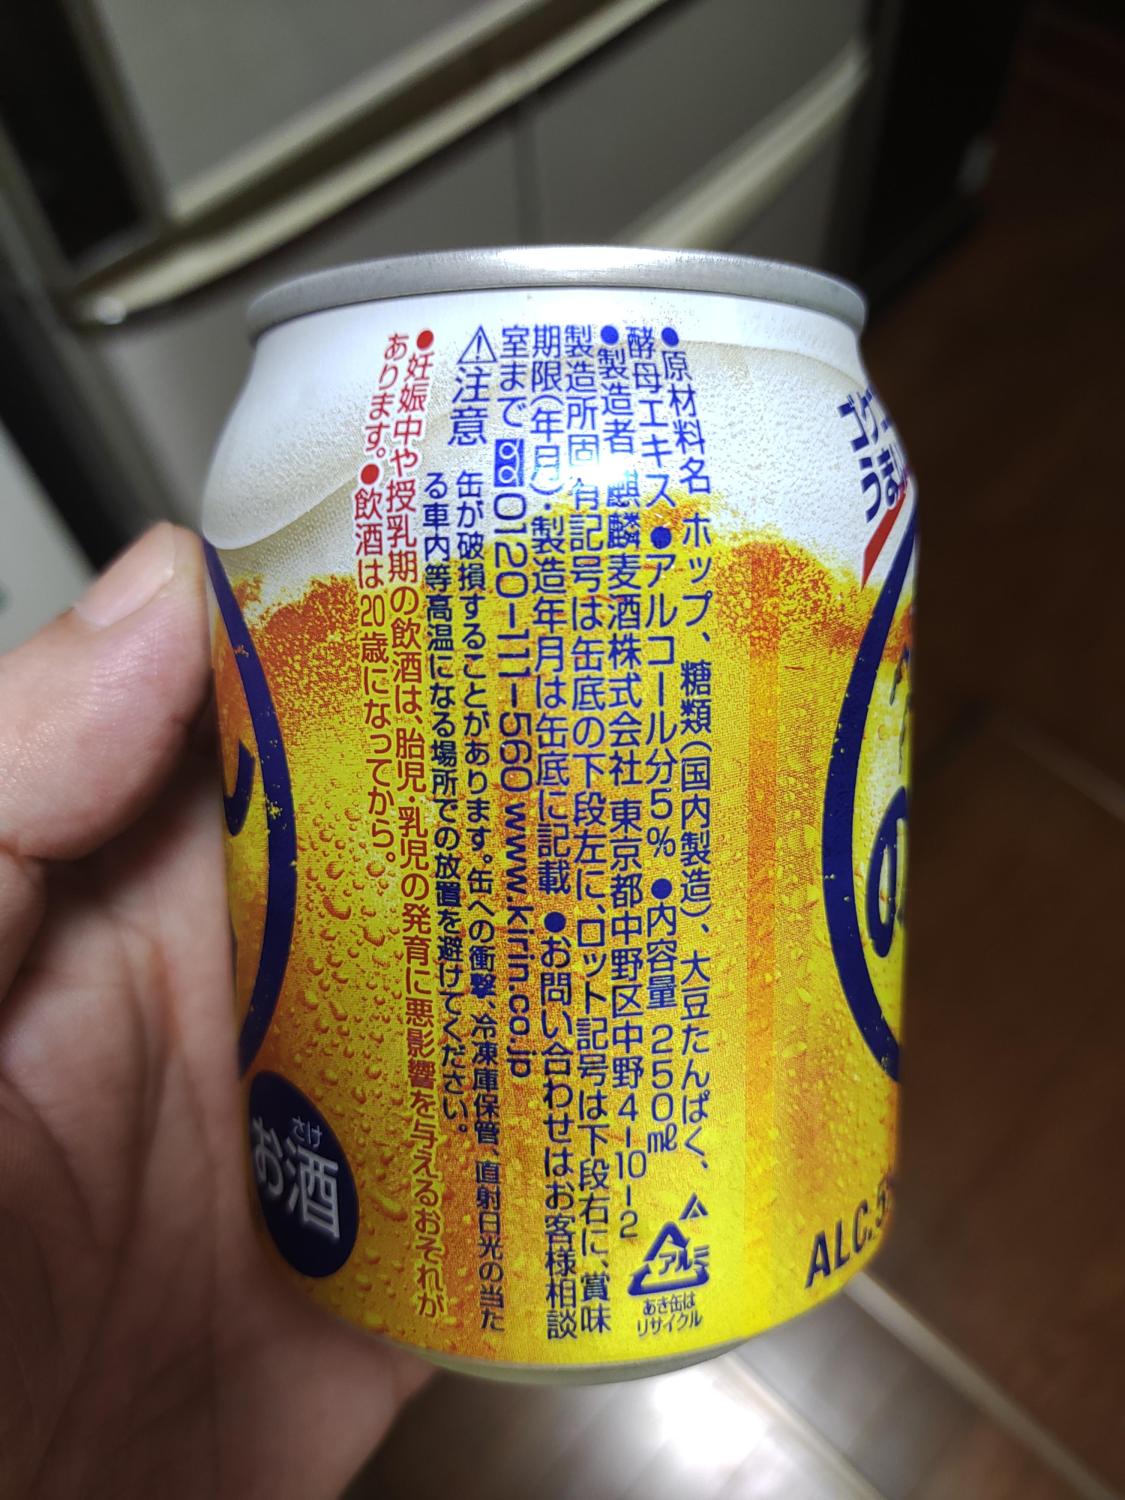 ●原材料名 ホップ、糖類(国内製造)、大豆たんぱく、
酵母エキス ●アルコール分5% ●内容量 250㎖
●製造者 麒麟麦酒株式会社 東京都中野区中野4-10-2
製造所固有記号は缶底の下段左に、ロット記号は下段右に、賞味
期限(年月)・製造年月は缶底に記載 ●お問い合わせはお客様相談
室まで 0120-111-560 www.kirin.co.jp
⚠注意
缶が破損することがあります。缶への衝撃、冷凍庫保管、直射日光の当た
る車内等高温になる場所での放置を避けてください。
●妊娠中や授乳期の飲酒は、胎児・乳児の発育に悪影響を与えるおそれが
あります。●飲酒は20歳になってから。
アルミ
あき缶は
リサイクル
さけ
お酒
うまい
の
ALC.5